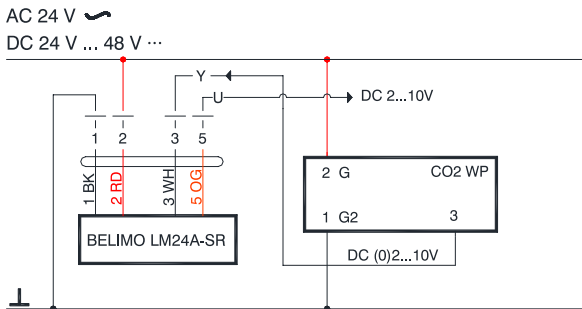 AC 24 V
DC 24 V ... 48 V ...
Y
U
DC 2...10V
1 2 3 5
1 BK
2 RD
3 WH
5 OG
2 G CO2 WP
1 G2 3
BELIMO LM24A-SR
DC (0)2...10V